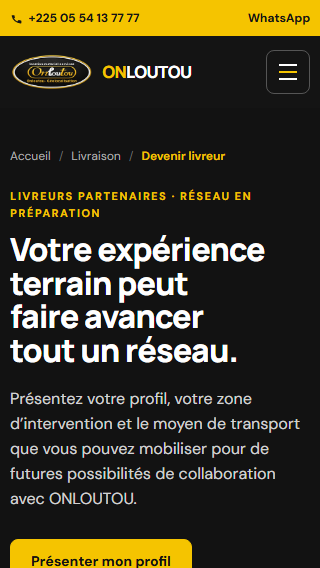 +225 05 54 13 77 77
WhatsApp
Onloutou
ONLOUTOU
Accueil / Livraison / Devenir livreur
LIVREURS PARTENAIRES · RÉSEAU EN
PRÉPARATION
Votre expérience
terrain peut
faire avancer
tout un réseau.
Présentez votre profil, votre zone
d’intervention et le moyen de transport
que vous pouvez mobiliser pour de
futures possibilités de collaboration
avec ONLOUTOU.
Présenter mon profil